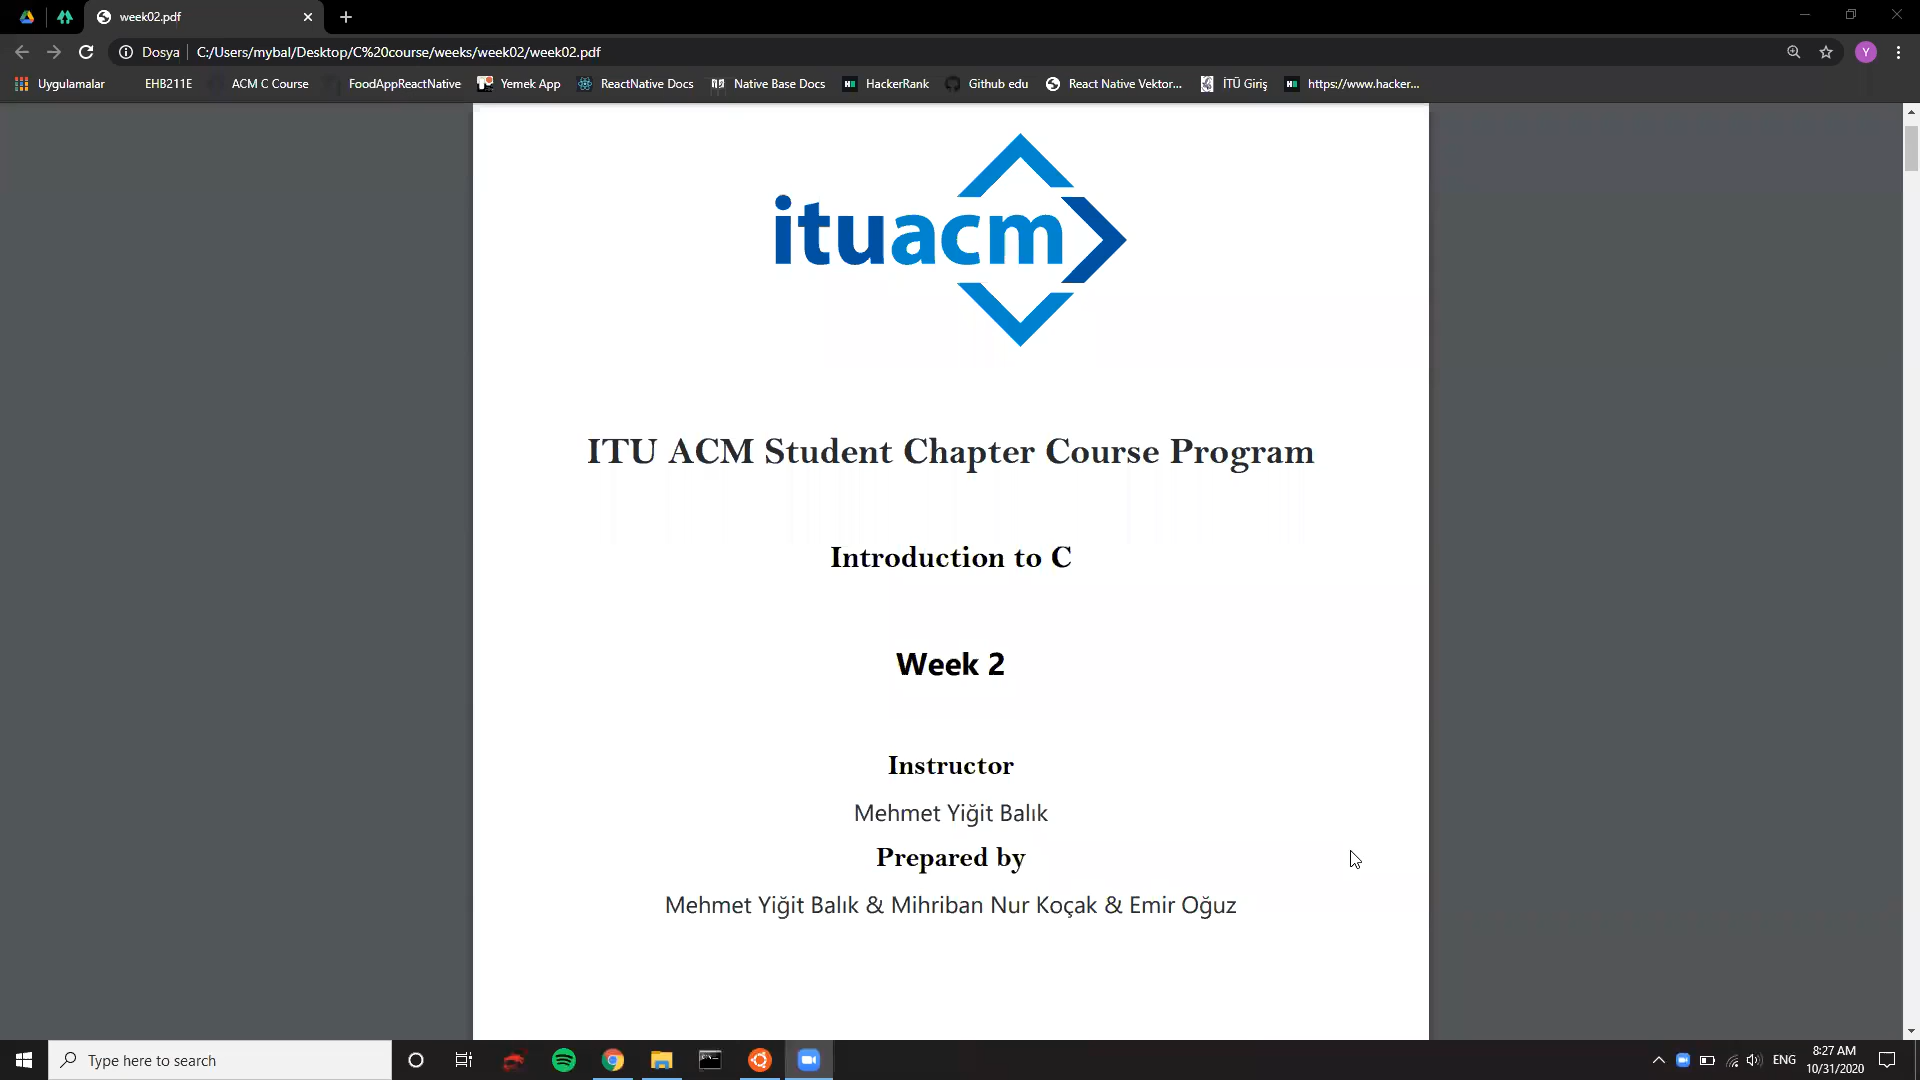 week02.pdf
Dosya
C:/Users/mybal/Desktop/C%20course/weeks/week02/week02.pdf
Y
Uygulamalar
EHB211E
ACM C Course
FoodAppReactNative
Yemek App
ReactNative Docs
Native Base Docs
HackerRank
Github edu
React Native Vektor...
İTÜ Giriş
https://www.hacker...
ituacm
ITU ACM Student Chapter Course Program
Introduction to C
Week 2
Instructor
Mehmet Yiğit Balık
Prepared by
Mehmet Yiğit Balık & Mihriban Nur Koçak & Emir Oğuz
Type here to search
ENG
8:27 AM
10/31/2020